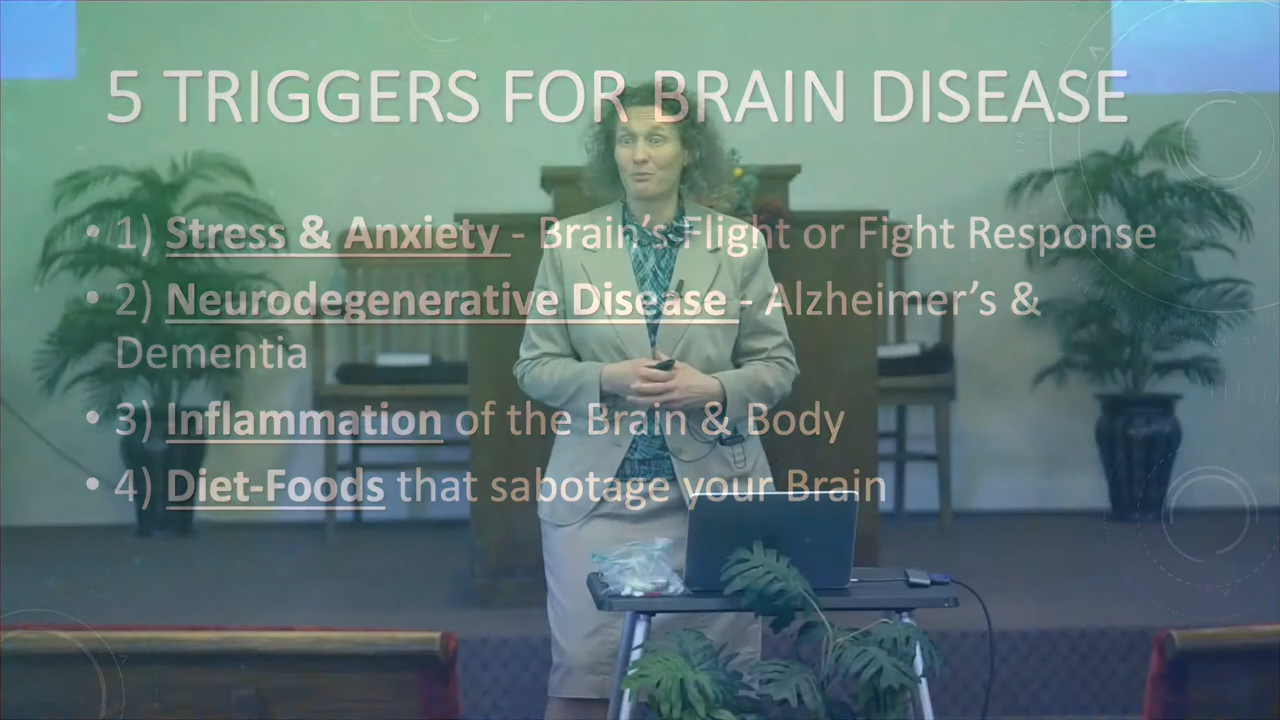 5 TRIGGERS FOR BRAIN DISEASE
• 1) Stress & Anxiety - Brain's Flight or Fight Response
• 2) Neurodegenerative Disease - Alzheimer's &
Dementia
• 3) Inflammation of the Brain & Body
• 4) Diet-Foods that sabotage your Brain